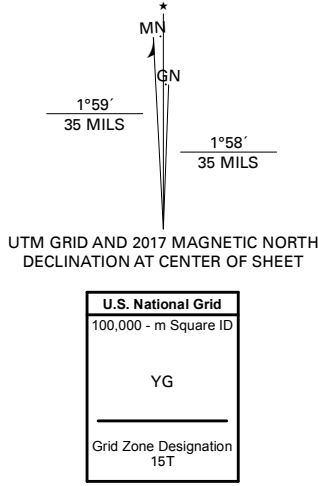 MN
GN
1°59´
35 MILS
1°58´
35 MILS
UTM GRID AND 2017 MAGNETIC NORTH
DECLINATION AT CENTER OF SHEET
U.S. National Grid
100,000 - m Square ID
YG
Grid Zone Designation
15T